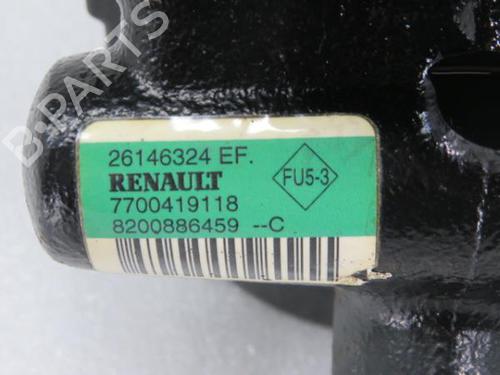 B-PARTS
26146324 EF.
RENAULT
FU5-3
7700419118
8200886459 --C